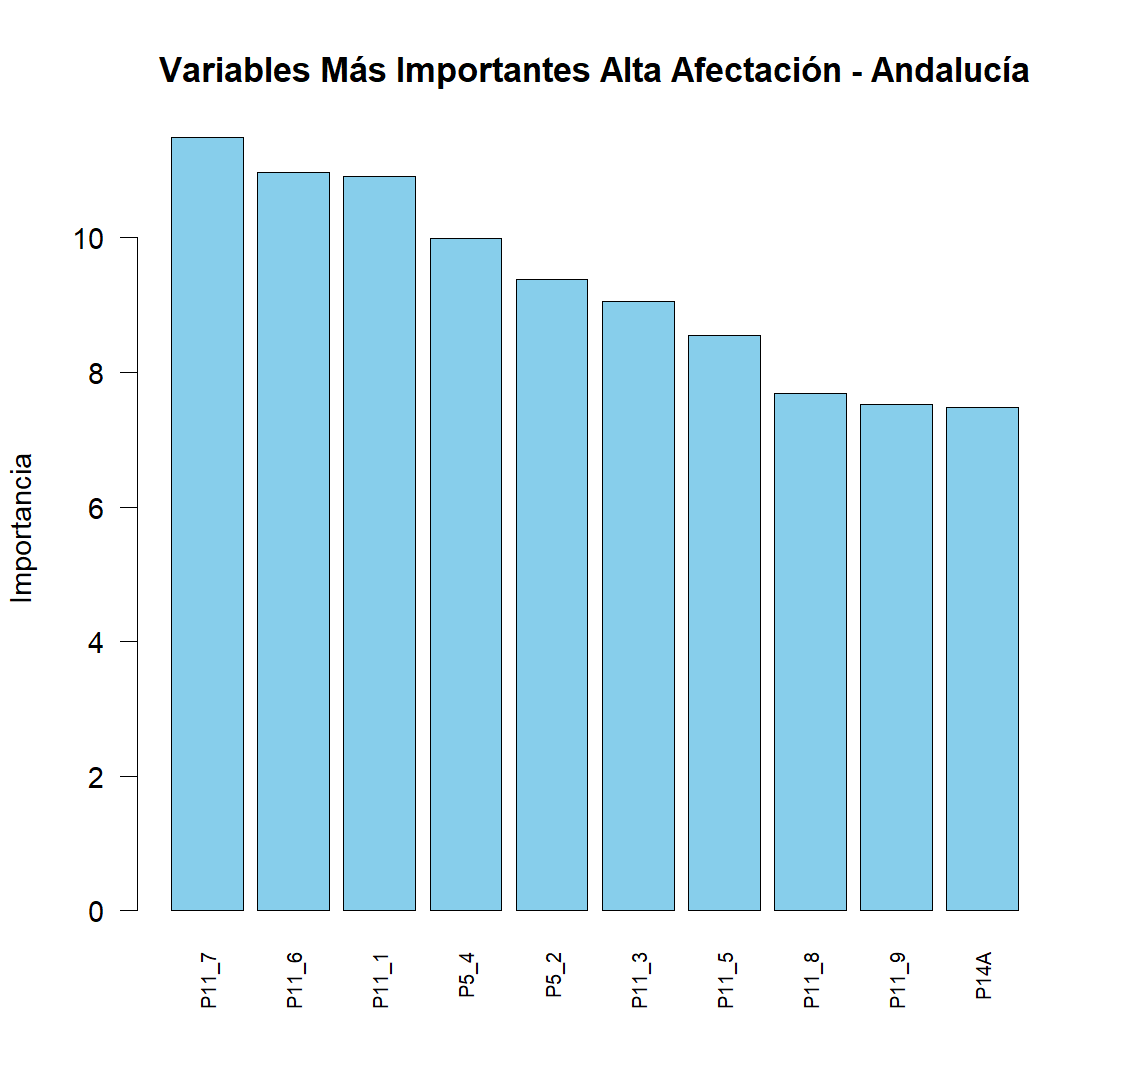 Variables Más Importantes Alta Afectación - Andalucía
Importancia
10
8
6
4
2
0
P11_7
P11_6
P11_1
P5_4
P5_2
P11_3
P11_5
P11_8
P11_9
P14A